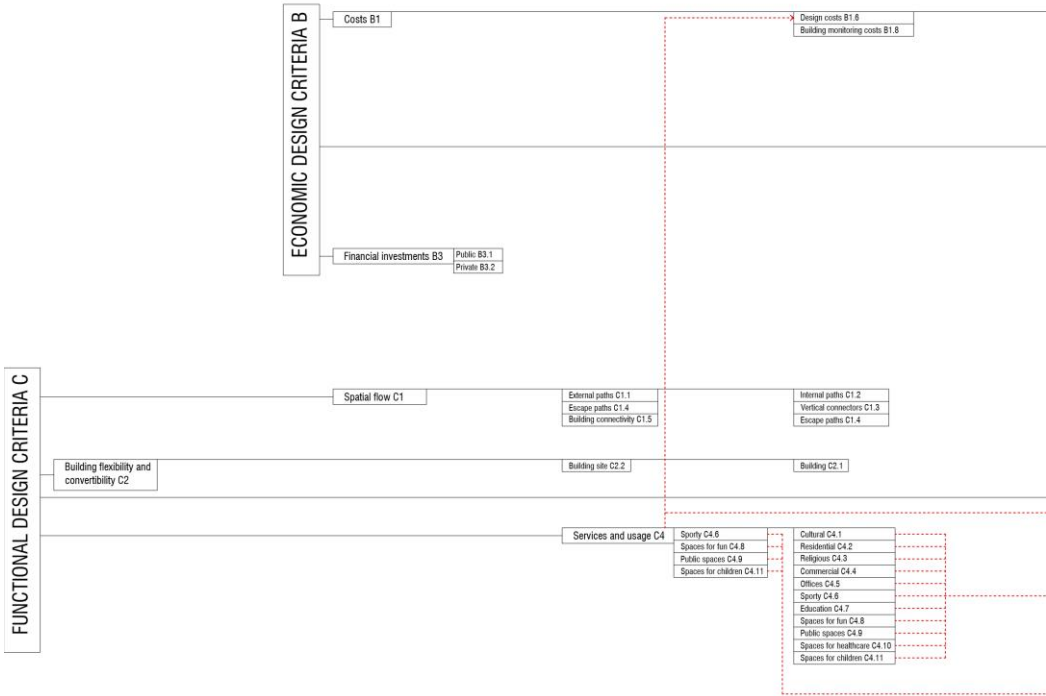 ECONOMIC DESIGN CRITERIA B
Costs B1
Design costs B1.6
Building monitoring costs B1.8
Financial investments B3
Public B3.1
Private B3.2
FUNCTIONAL DESIGN CRITERIA C
Spatial flow C1
External paths C1.1
Escape paths C1.4
Building connectivity C1.5
Internal paths C1.2
Vertical connectors C1.3
Escape paths C1.4
Building flexibility and
convertibility C2
Building site C2.2
Building C2.1
Services and usage C4
Sporty C4.6
Spaces for fun C4.8
Public spaces C4.9
Spaces for children C4.11
Cultural C4.1
Residential C4.2
Religious C4.3
Commercial C4.4
Offices C4.5
Sporty C4.6
Education C4.7
Spaces for fun C4.8
Public spaces C4.9
Spaces for healthcare C4.10
Spaces for children C4.11